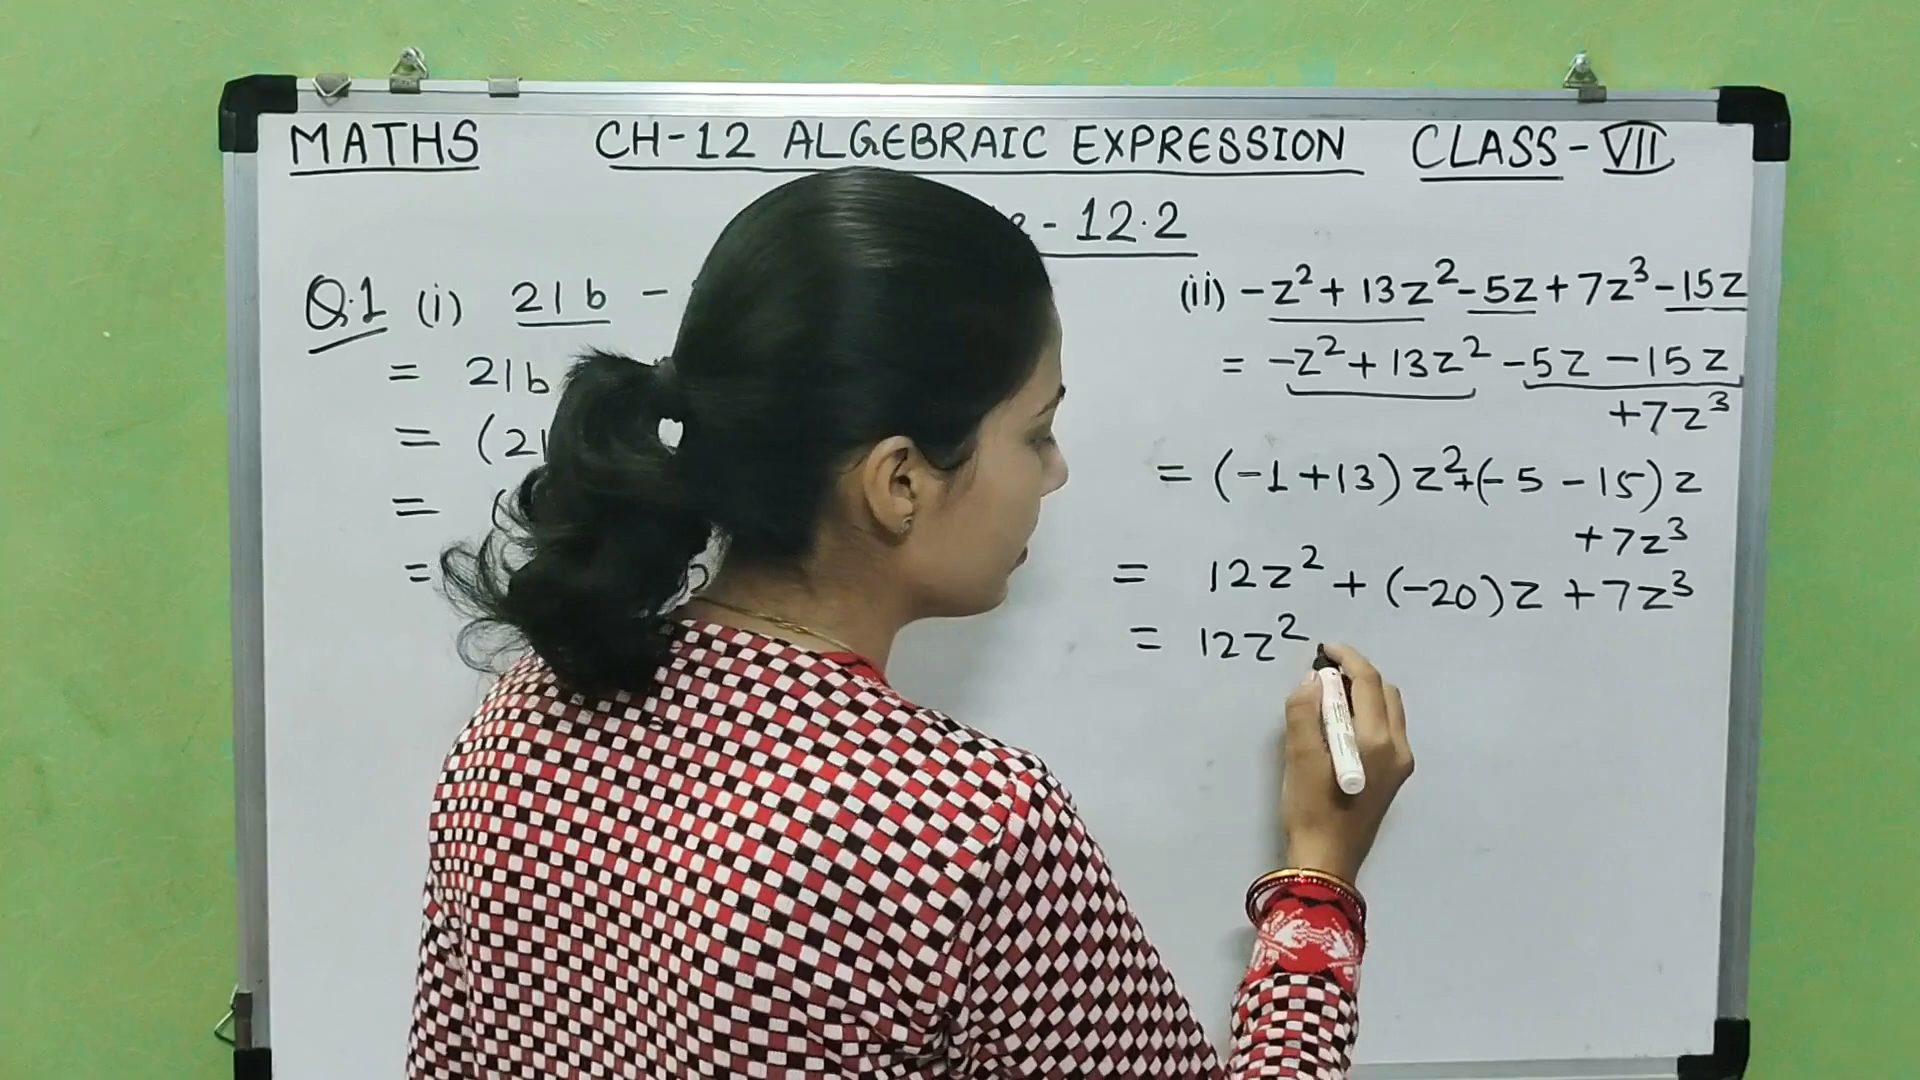 MATHS CH-12 ALGEBRAIC EXPRESSION CLASS-VII
- 12.2
Q.1 (i) 21b -
= 21b
= (21
= (
=
(ii) -z²+13z²-5z+7z³-15z
= -z²+13z²-5z-15z
+7z³
= (-1+13)z²+(-5-15)z
+7z³
= 12z²+(-20)z+7z³
= 12z²